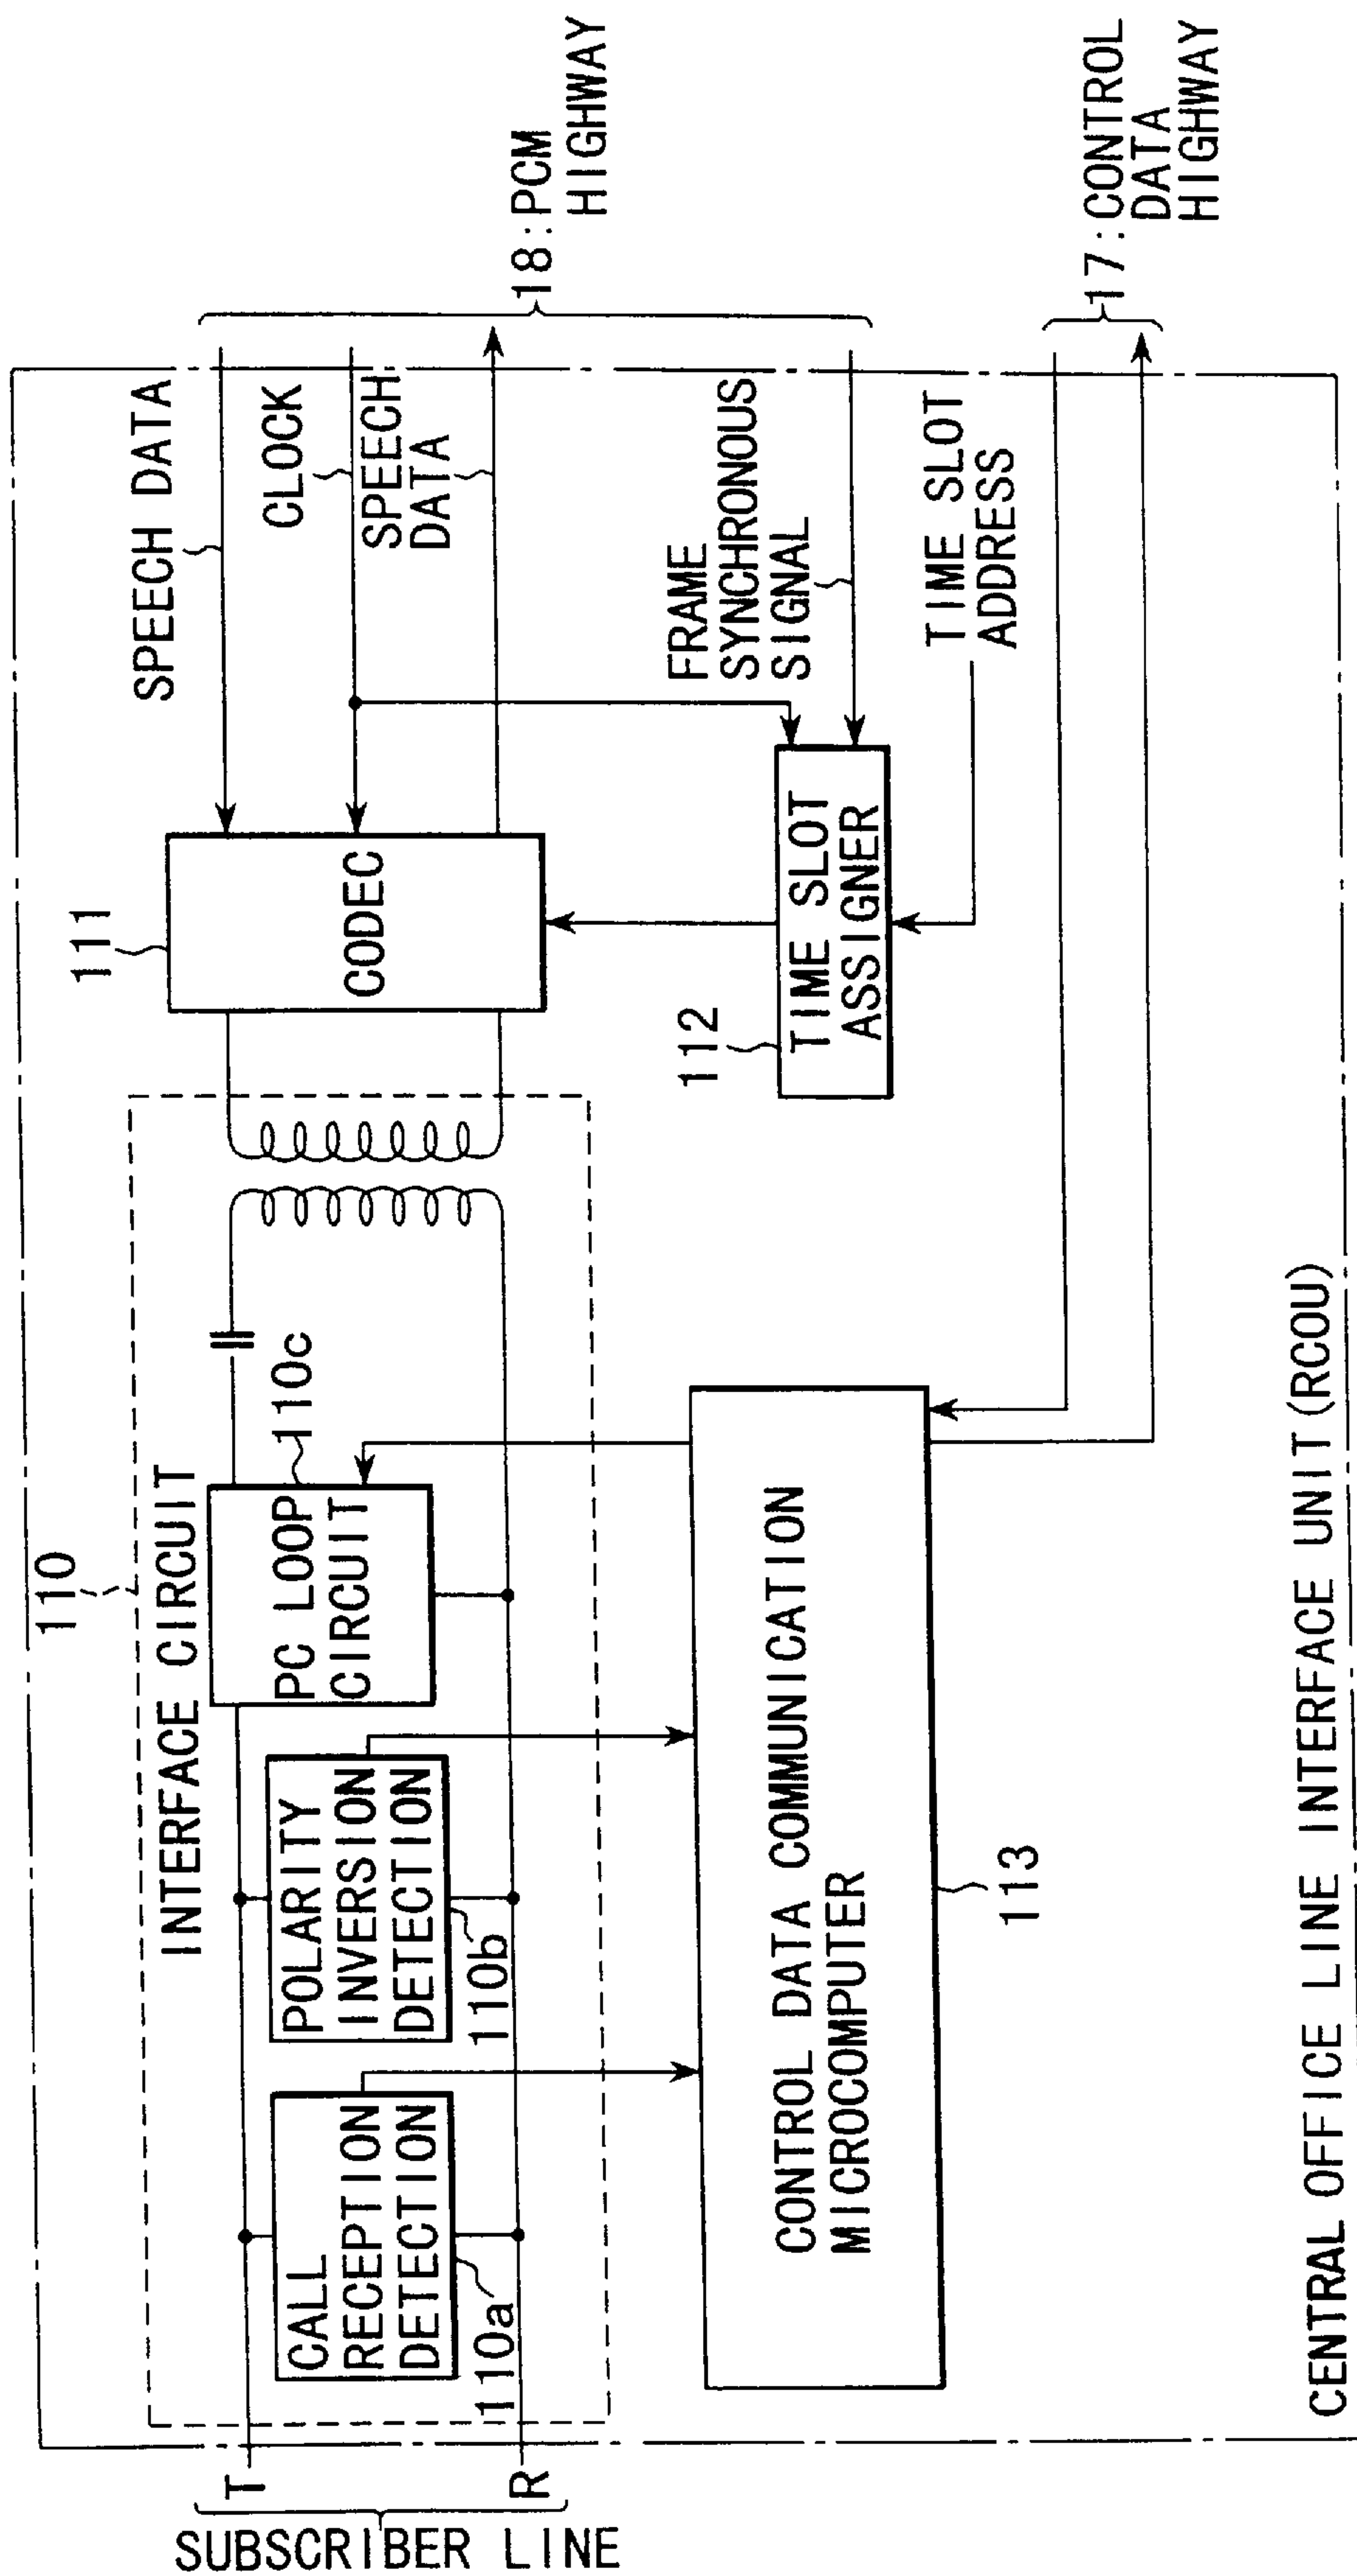 110
INTERFACE CIRCUIT
111
SPEECH DATA
CLOCK
SPEECH
DATA
18:PCM
HIGHWAY
SUBSCRIBER LINE
T
R
CALL
RECEPTION
DETECTION
110a
POLARITY
INVERSION
DETECTION
110b
PC LOOP
CIRCUIT
110c
CODEC
FRAME
SYNCHRONOUS
SIGNAL
112
TIME SLOT
ASSIGNER
TIME SLOT
ADDRESS
17:CONTROL
DATA
HIGHWAY
CONTROL DATA COMMUNICATION
MICROCOMPUTER
113
CENTRAL OFFICE LINE INTERFACE UNIT(RCOU)